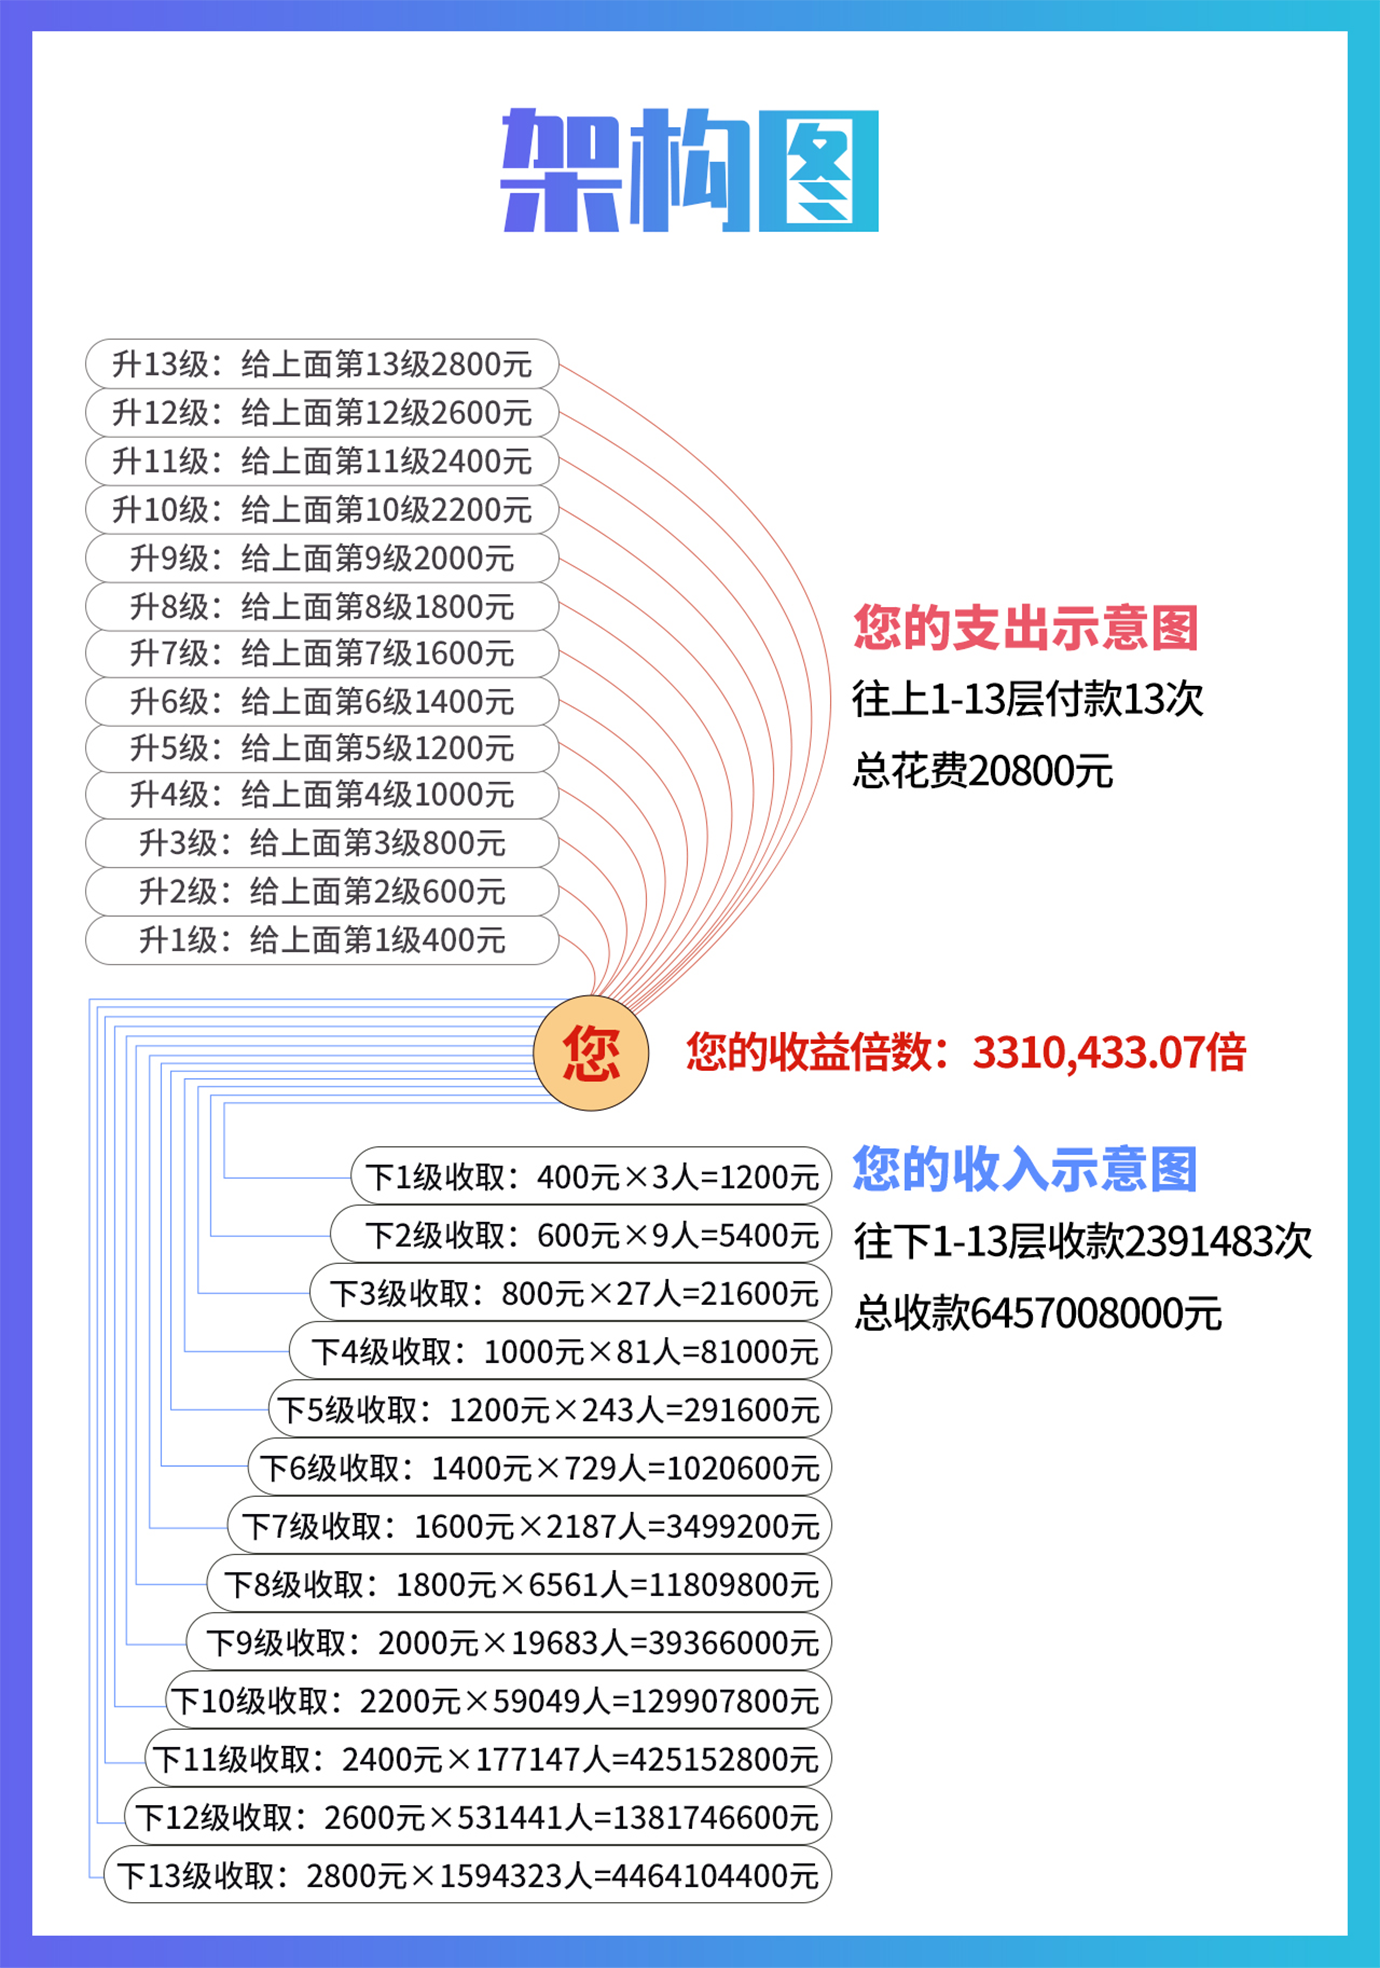 架构图
升13级：给上面第13级2800元
升12级：给上面第12级2600元
升11级：给上面第11级2400元
升10级：给上面第10级2200元
升9级：给上面第9级2000元
升8级：给上面第8级1800元
升7级：给上面第7级1600元
升6级：给上面第6级1400元
升5级：给上面第5级1200元
升4级：给上面第4级1000元
升3级：给上面第3级800元
升2级：给上面第2级600元
升1级：给上面第1级400元
您的支出示意图
往上1-13层付款13次
总花费20800元
您
您的收益倍数：3310,433.07倍
您的收入示意图
往下1-13层收款2391483次
总收款6457008000元
下1级收取：400元×3人=1200元
下2级收取：600元×9人=5400元
下3级收取：800元×27人=21600元
下4级收取：1000元×81人=81000元
下5级收取：1200元×243人=291600元
下6级收取：1400元×729人=1020600元
下7级收取：1600元×2187人=3499200元
下8级收取：1800元×6561人=11809800元
下9级收取：2000元×19683人=39366000元
下10级收取：2200元×59049人=129907800元
下11级收取：2400元×177147人=425152800元
下12级收取：2600元×531441人=1381746600元
下13级收取：2800元×1594323人=4464104400元